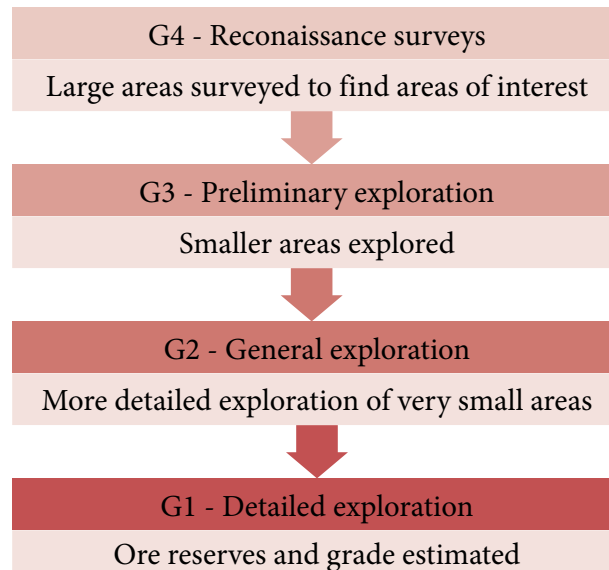 G4 - Reconaissance surveys
Large areas surveyed to find areas of interest
G3 - Preliminary exploration
Smaller areas explored
G2 - General exploration
More detailed exploration of very small areas
G1 - Detailed exploration
Ore reserves and grade estimated